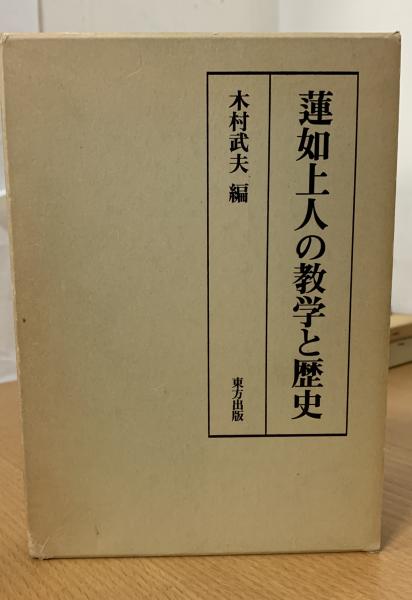 蓮如上人の教学と歴史
木村武夫 編
東方出版